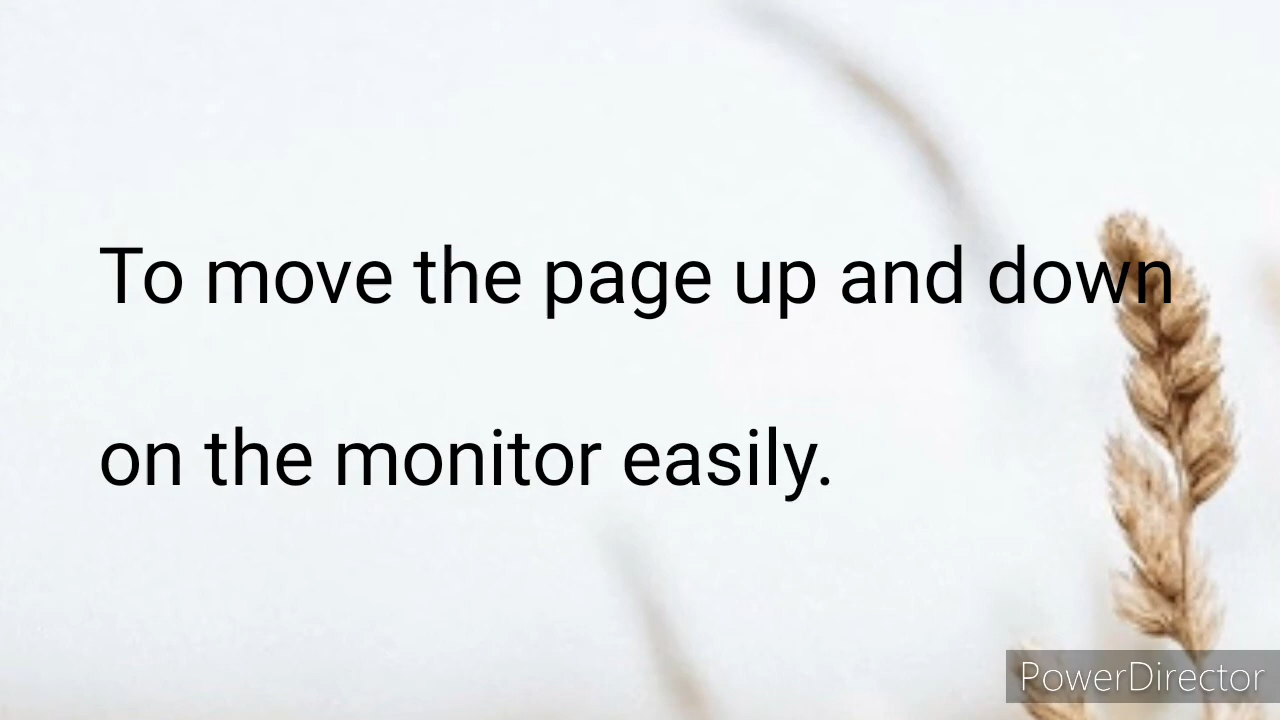 To move the page up and down
on the monitor easily.
PowerDirector